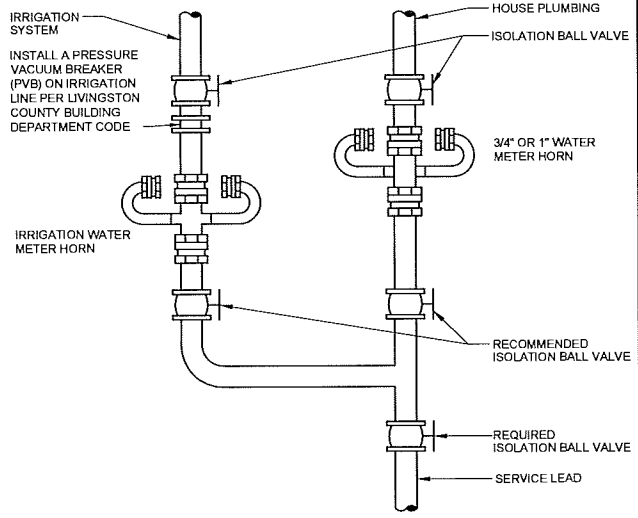 IRRIGATION
SYSTEM
INSTALL A PRESSURE
VACUUM BREAKER
(PVB) ON IRRIGATION
LINE PER LIVINGSTON
COUNTY BUILDING
DEPARTMENT CODE
IRRIGATION WATER
METER HORN
HOUSE PLUMBING
ISOLATION BALL VALVE
3/4" OR 1" WATER
METER HORN
RECOMMENDED
ISOLATION BALL VALVE
REQUIRED
ISOLATION BALL VALVE
SERVICE LEAD